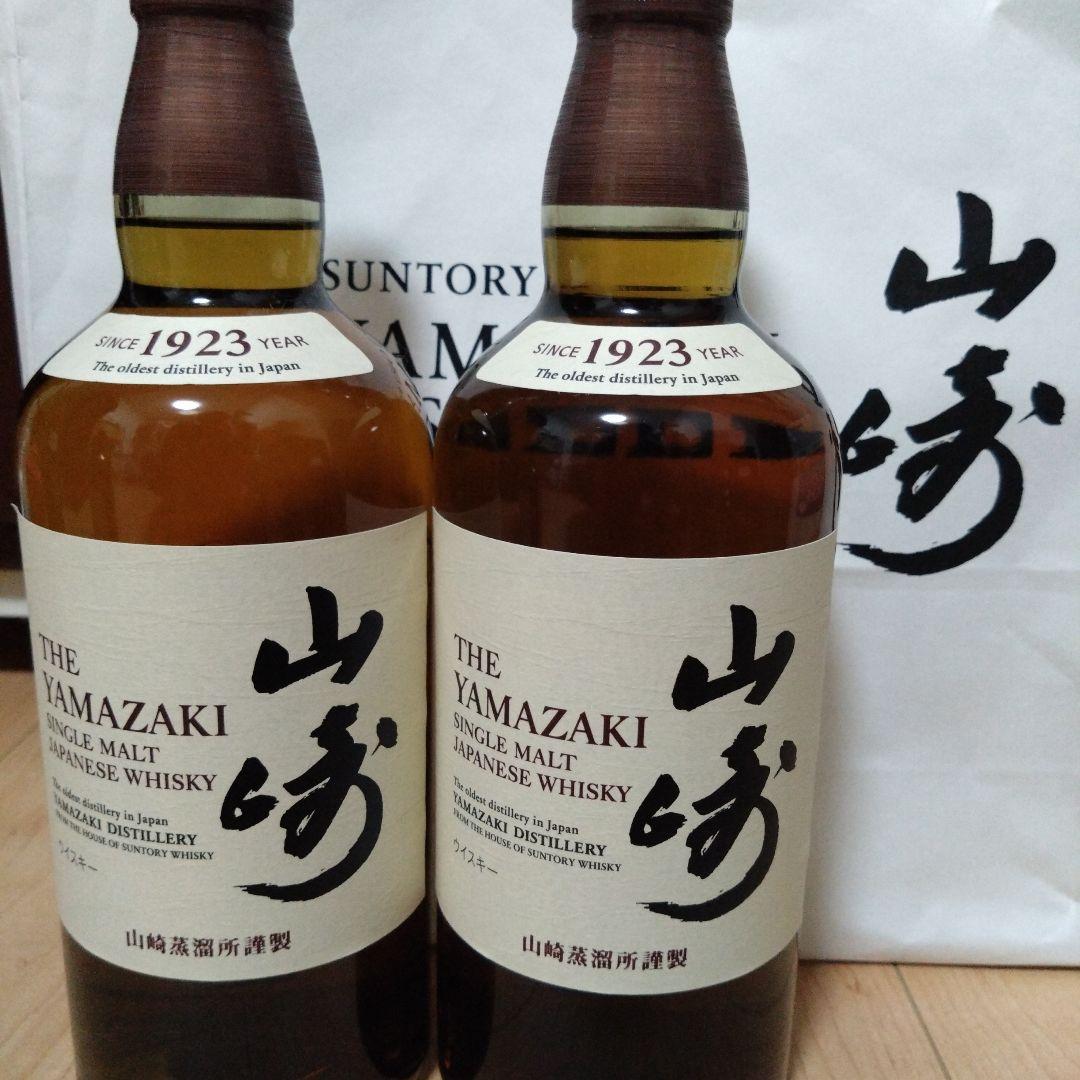 SINCE 1923 YEAR
The oldest distillery in Japan
THE
YAMAZAKI
SINGLE MALT
JAPANESE WHISKY
The oldest distillery in Japan
YAMAZAKI DISTILLERY
FROM THE HOUSE OF SUNTORY WHISKY
ウイスキー
山崎
山崎蒸溜所謹製
SINCE 1923 YEAR
The oldest distillery in Japan
THE
YAMAZAKI
SINGLE MALT
JAPANESE WHISKY
The oldest distillery in Japan
YAMAZAKI DISTILLERY
FROM THE HOUSE OF SUNTORY WHISKY
ウイスキー
山崎
山崎蒸溜所謹製
SUNTORY
山崎